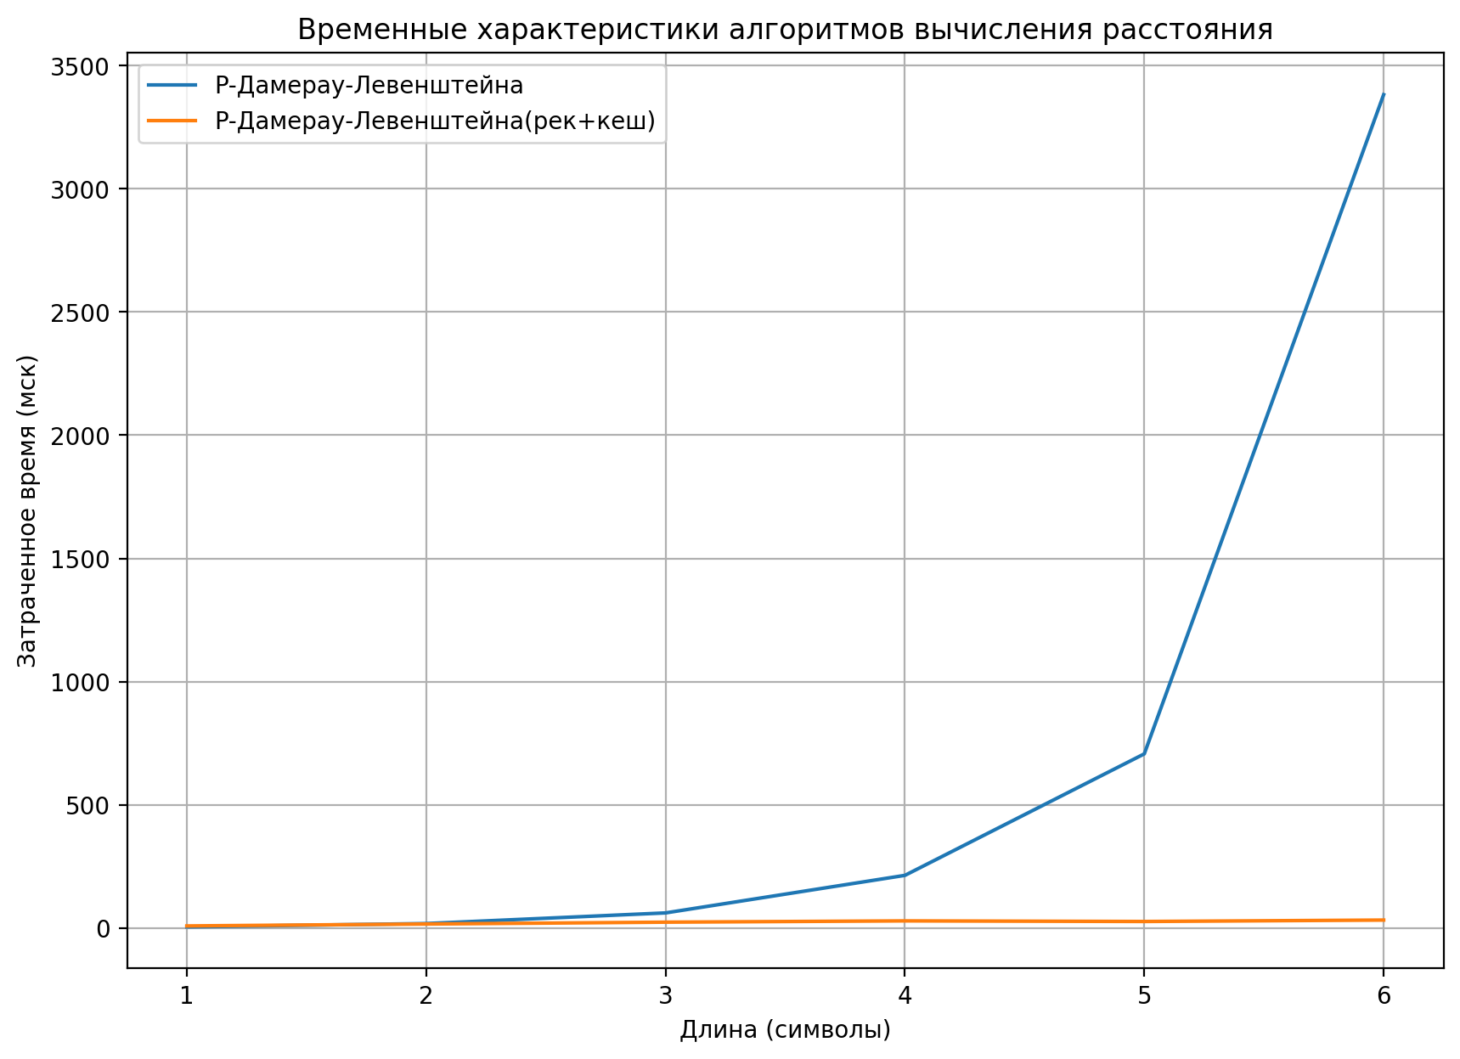 Временные характеристики алгоритмов вычисления расстояния
Р-Дамерау-Левенштейна
Р-Дамерау-Левенштейна(рек+кеш)
3500
3000
2500
2000
1500
1000
500
0
Затраченное время (мск)
1 2 3 4 5 6
Длина (символы)